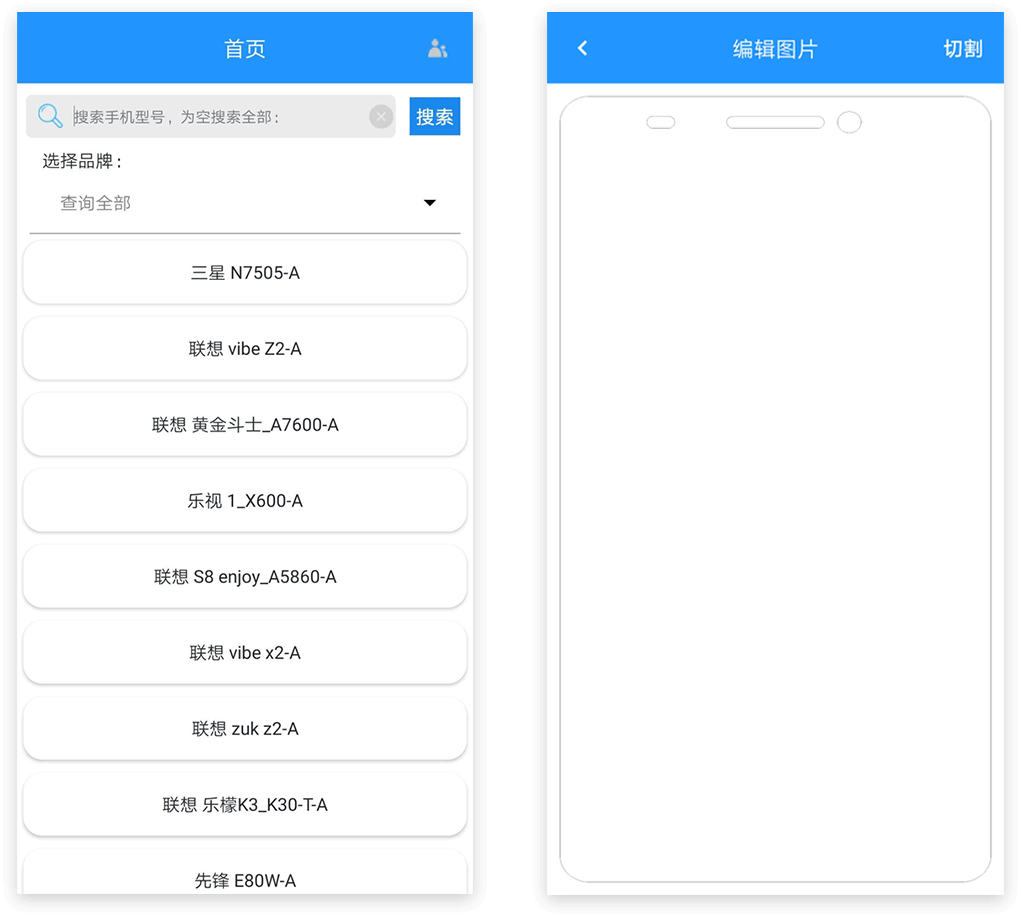 首页
搜索手机型号，为空搜索全部：
搜索
选择品牌：
查询全部
三星 N7505-A
联想 vibe Z2-A
联想 黄金斗士_A7600-A
乐视 1_X600-A
联想 S8 enjoy_A5860-A
联想 vibe x2-A
联想 zuk z2-A
联想 乐檬K3_K30-T-A
先锋 E80W-A
编辑图片
切割